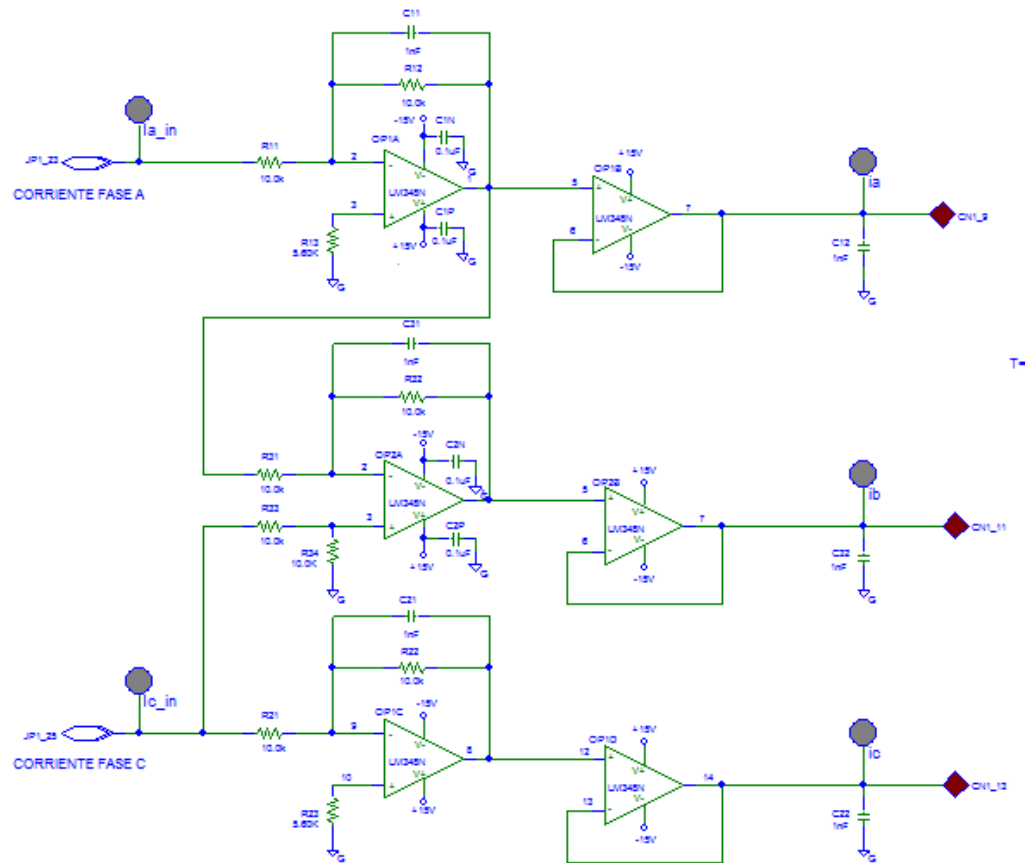 C11
1nF
R12
10.0k
Ia_in
-15V
C1N
0.1uF
OP1A
JP1_23
R11
10.0k
2
-
V-
G
1
LM348N
V+
3
+
C1P
0.1uF
+15V
G
CORRIENTE FASE A
R13
5.60K
G
OP1B
+15V
5
+
V+
LM348N
7
6
-
V-
-15V
ia
CN1_9
C12
1nF
G
C31
1nF
R32
10.0k
T-
-15V
C2N
0.1uF
OP2A
R31
10.0k
2
-
V-
LM348N
R33
10.0k
3
+
V+
C2P
0.1uF
+15V
G
R34
10.0K
G
OP2B
+15V
5
+
V+
LM348N
7
6
-
V-
-15V
ib
CN1_11
C32
1nF
G
C21
1nF
R22
10.0k
Ic_in
-15V
OP1C
JP1_25
R21
10.0k
9
-
V-
8
LM348N
10
+
V+
+15V
CORRIENTE FASE C
R23
5.60K
G
OP1D
+15V
12
+
V+
LM348N
14
13
-
V-
-15V
ic
CN1_13
C22
1nF
G